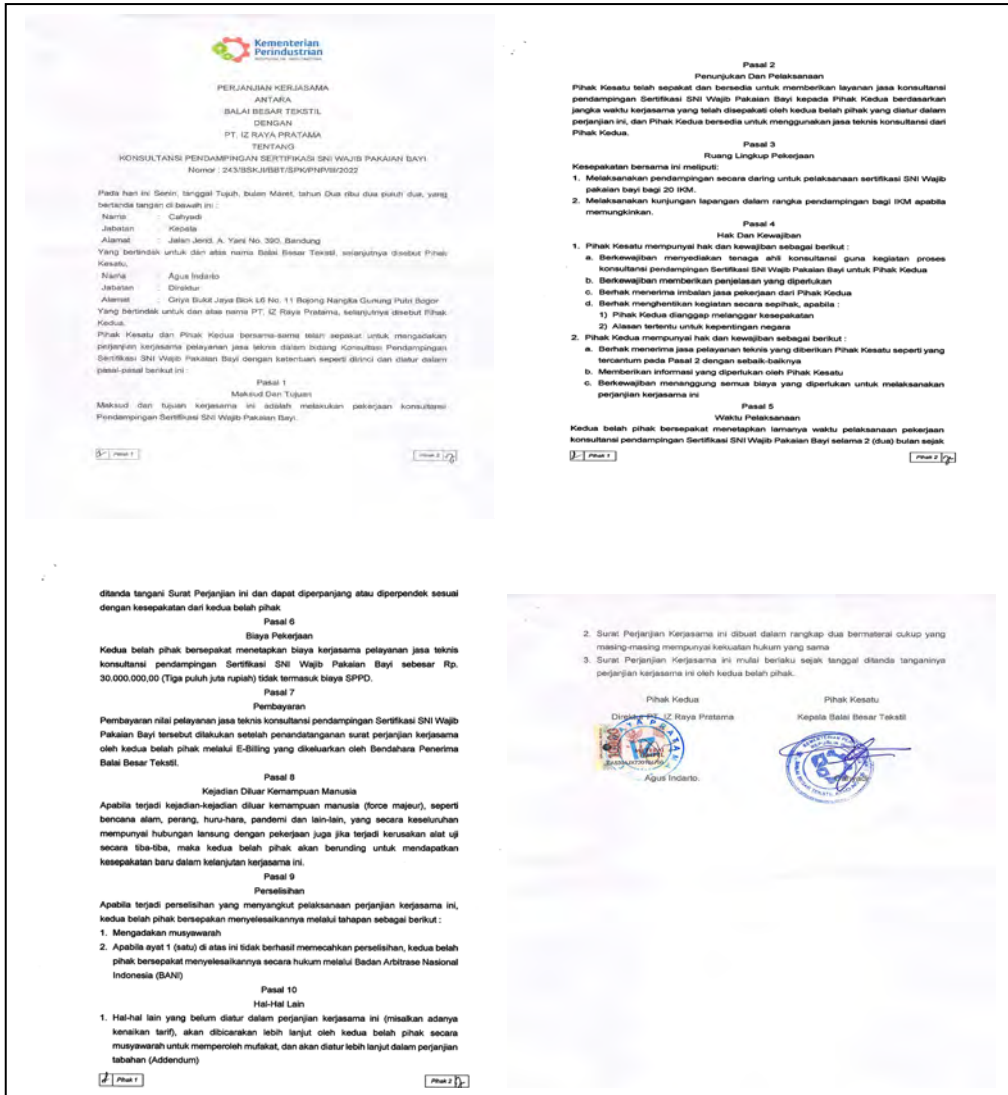 Kementerian
Perindustrian
REPUBLIK INDONESIA
PERJANJIAN KERJASAMA
ANTARA
BALAI BESAR TEKSTIL
DENGAN
PT. IZ RAYA PRATAMA
TENTANG
KONSULTANSI PENDAMPINGAN SERTIFIKASI SNI WAJIB PAKAIAN BAYI
Nomor : 243/BSKJI/BBT/SPK/PNP/III/2022
Pada hari ini Senin, tanggal Tujuh, bulan Maret, tahun Dua ribu dua puluh dua, yang
bertanda tangan di bawah ini :
Nama : Cahyadi
Jabatan : Kepala
Alamat : Jalan Jend. A. Yani No. 390, Bandung
Yang bertindak untuk dan atas nama Balai Besar Tekstil, selanjutnya disebut Pihak
Kesatu,
Nama : Agus Indarto
Jabatan : Direktur
Alamat : Griya Bukit Jaya Blok L6 No. 11 Bojong Nangka Gunung Putri Bogor
Yang bertindak untuk dan atas nama PT. IZ Raya Pratama, selanjutnya disebut Pihak
Kedua.
Pihak Kesatu dan Pihak Kedua bersama-sama telah sepakat untuk mengadakan
perjanjian kerjasama pelayanan jasa teknis dalam bidang Konsultasi Pendampingan
Sertifikasi SNI Wajib Pakaian Bayi dengan ketentuan seperti dirinci dan diatur dalam
pasal-pasal berikut ini :
Pasal 1
Maksud Dan Tujuan
Maksud dan tujuan kerjasama ini adalah melakukan pekerjaan konsultansi
Pendampingan Sertifikasi SNI Wajib Pakaian Bayi.
Pihak 1
Pihak 2
Pasal 2
Penunjukan Dan Pelaksanaan
Pihak Kesatu telah sepakat dan bersedia untuk memberikan layanan jasa konsultansi
pendampingan Sertifikasi SNI Wajib Pakaian Bayi kepada Pihak Kedua berdasarkan
jangka waktu kerjasama yang telah disepakati oleh kedua belah pihak yang diatur dalam
perjanjian ini, dan Pihak Kedua bersedia untuk menggunakan jasa teknis konsultansi dari
Pihak Kedua.
Pasal 3
Ruang Lingkup Pekerjaan
Kesepakatan bersama ini meliputi:
1. Melaksanakan pendampingan secara daring untuk pelaksanaan sertifikasi SNI Wajib
pakaian bayi bagi 20 IKM.
2. Melaksanakan kunjungan lapangan dalam rangka pendampingan bagi IKM apabila
memungkinkan.
Pasal 4
Hak Dan Kewajiban
1. Pihak Kesatu mempunyai hak dan kewajiban sebagai berikut :
a. Berkewajiban menyediakan tenaga ahli konsultansi guna kegiatan proses
konsultansi pendampingan Sertifikasi SNI Wajib Pakaian Bayi untuk Pihak Kedua
b. Berkewajiban memberikan penjelasan yang diperlukan
c. Berhak menerima imbalan jasa pekerjaan dari Pihak Kedua
d. Berhak menghentikan kegiatan secara sepihak, apabila :
1) Pihak Kedua dianggap melanggar kesepakatan
2) Alasan tertentu untuk kepentingan negara
2. Pihak Kedua mempunyai hak dan kewajiban sebagai berikut :
a. Berhak menerima jasa pelayanan teknis yang diberikan Pihak Kesatu seperti yang
tercantum pada Pasal 2 dengan sebaik-baiknya
b. Memberikan informasi yang diperlukan oleh Pihak Kesatu
c. Berkewajiban menanggung semua biaya yang diperlukan untuk melaksanakan
perjanjian kerjasama ini
Pasal 5
Waktu Pelaksanaan
Kedua belah pihak bersepakat menetapkan lamanya waktu pelaksanaan pekerjaan
konsultansi pendampingan Sertifikasi SNI Wajib Pakaian Bayi selama 2 (dua) bulan sejak
Pihak 1
Pihak 2
ditanda tangani Surat Perjanjian ini dan dapat diperpanjang atau diperpendek sesuai
dengan kesepakatan dari kedua belah pihak
Pasal 6
Biaya Pekerjaan
Kedua belah pihak bersepakat menetapkan biaya kerjasama pelayanan jasa teknis
konsultansi pendampingan Sertifikasi SNI Wajib Pakaian Bayi sebesar Rp.
30.000.000,00 (Tiga puluh juta rupiah) tidak termasuk biaya SPPD.
Pasal 7
Pembayaran
Pembayaran nilai pelayanan jasa teknis konsultansi pendampingan Sertifikasi SNI Wajib
Pakaian Bayi tersebut dilakukan setelah penandatanganan surat perjanjian kerjasama
oleh kedua belah pihak melalui E-Billing yang dikeluarkan oleh Bendahara Penerima
Balai Besar Tekstil.
Pasal 8
Kejadian Diluar Kemampuan Manusia
Apabila terjadi kejadian-kejadian diluar kemampuan manusia (force majeur), seperti
bencana alam, perang, huru-hara, pandemi dan lain-lain, yang secara keseluruhan
mempunyai hubungan lansung dengan pekerjaan juga jika terjadi kerusakan alat uji
secara tiba-tiba, maka kedua belah pihak akan berunding untuk mendapatkan
kesepakatan baru dalam kelanjutan kerjasama ini.
Pasal 9
Perselisihan
Apabila terjadi perselisihan yang menyangkut pelaksanaan perjanjian kerjasama ini,
kedua belah pihak bersepakan menyelesaikannya melalui tahapan sebagai berikut :
1. Mengadakan musyawarah
2. Apabila ayat 1 (satu) di atas ini tidak berhasil memecahkan perselisihan, kedua belah
pihak bersepakat menyelesaikannya secara hukum melalui Badan Arbitrase Nasional
Indonesia (BANI)
Pasal 10
Hal-Hal Lain
1. Hal-hal lain yang belum diatur dalam perjanjian kerjasama ini (misalkan adanya
kenaikan tarif), akan dibicarakan lebih lanjut oleh kedua belah pihak secara
musyawarah untuk memperoleh mufakat, dan akan diatur lebih lanjut dalam perjanjian
tabahan (Addendum)
Pihak 1
Pihak 2
2. Surat Perjanjian Kerjasama ini dibuat dalam rangkap dua bermaterai cukup yang
masing-masing mempunyai kekuatan hukum yang sama
3. Surat Perjanjian Kerjasama ini mulai berlaku sejak tanggal ditanda tanganinya
perjanjian kerjasama ini oleh kedua belah pihak.
Pihak Kedua
Pihak Kesatu
Direktur PT. IZ Raya Pratama
Kepala Balai Besar Tekstil
Agus Indarto.
Cahyadi